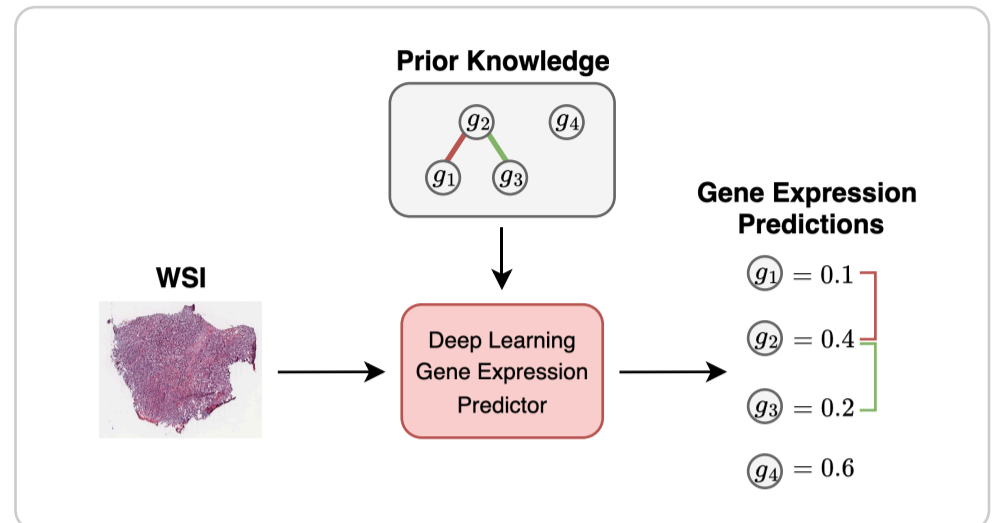 Prior Knowledge
g₂
g₄
g₁
g₃
Gene Expression
Predictions
WSI
Deep Learning
Gene Expression
Predictor
g₁ = 0.1
g₂ = 0.4
g₃ = 0.2
g₄ = 0.6